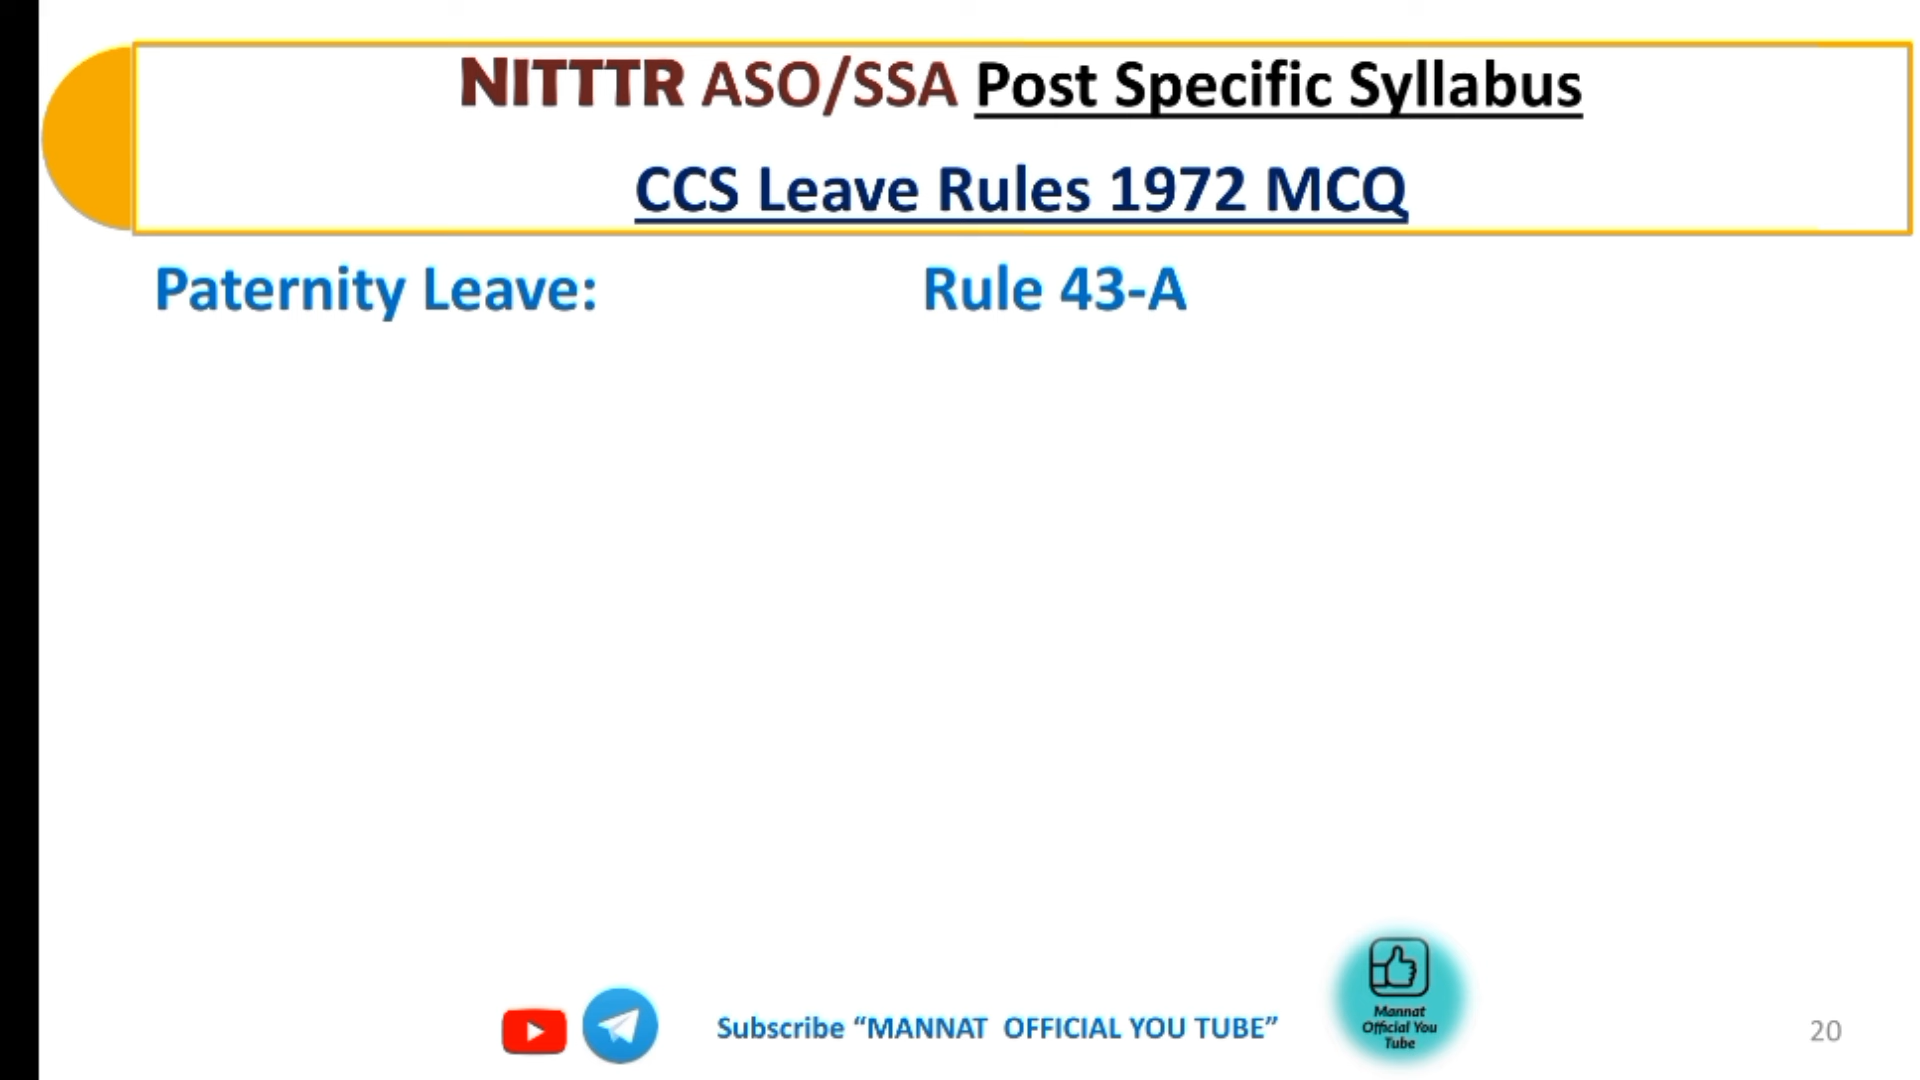 NITTTR ASO/SSA Post Specific Syllabus
CCS Leave Rules 1972 MCQ
Paternity Leave: Rule 43-A
Subscribe “MANNAT OFFICIAL YOU TUBE”
Mannat
Official You
Tube
20